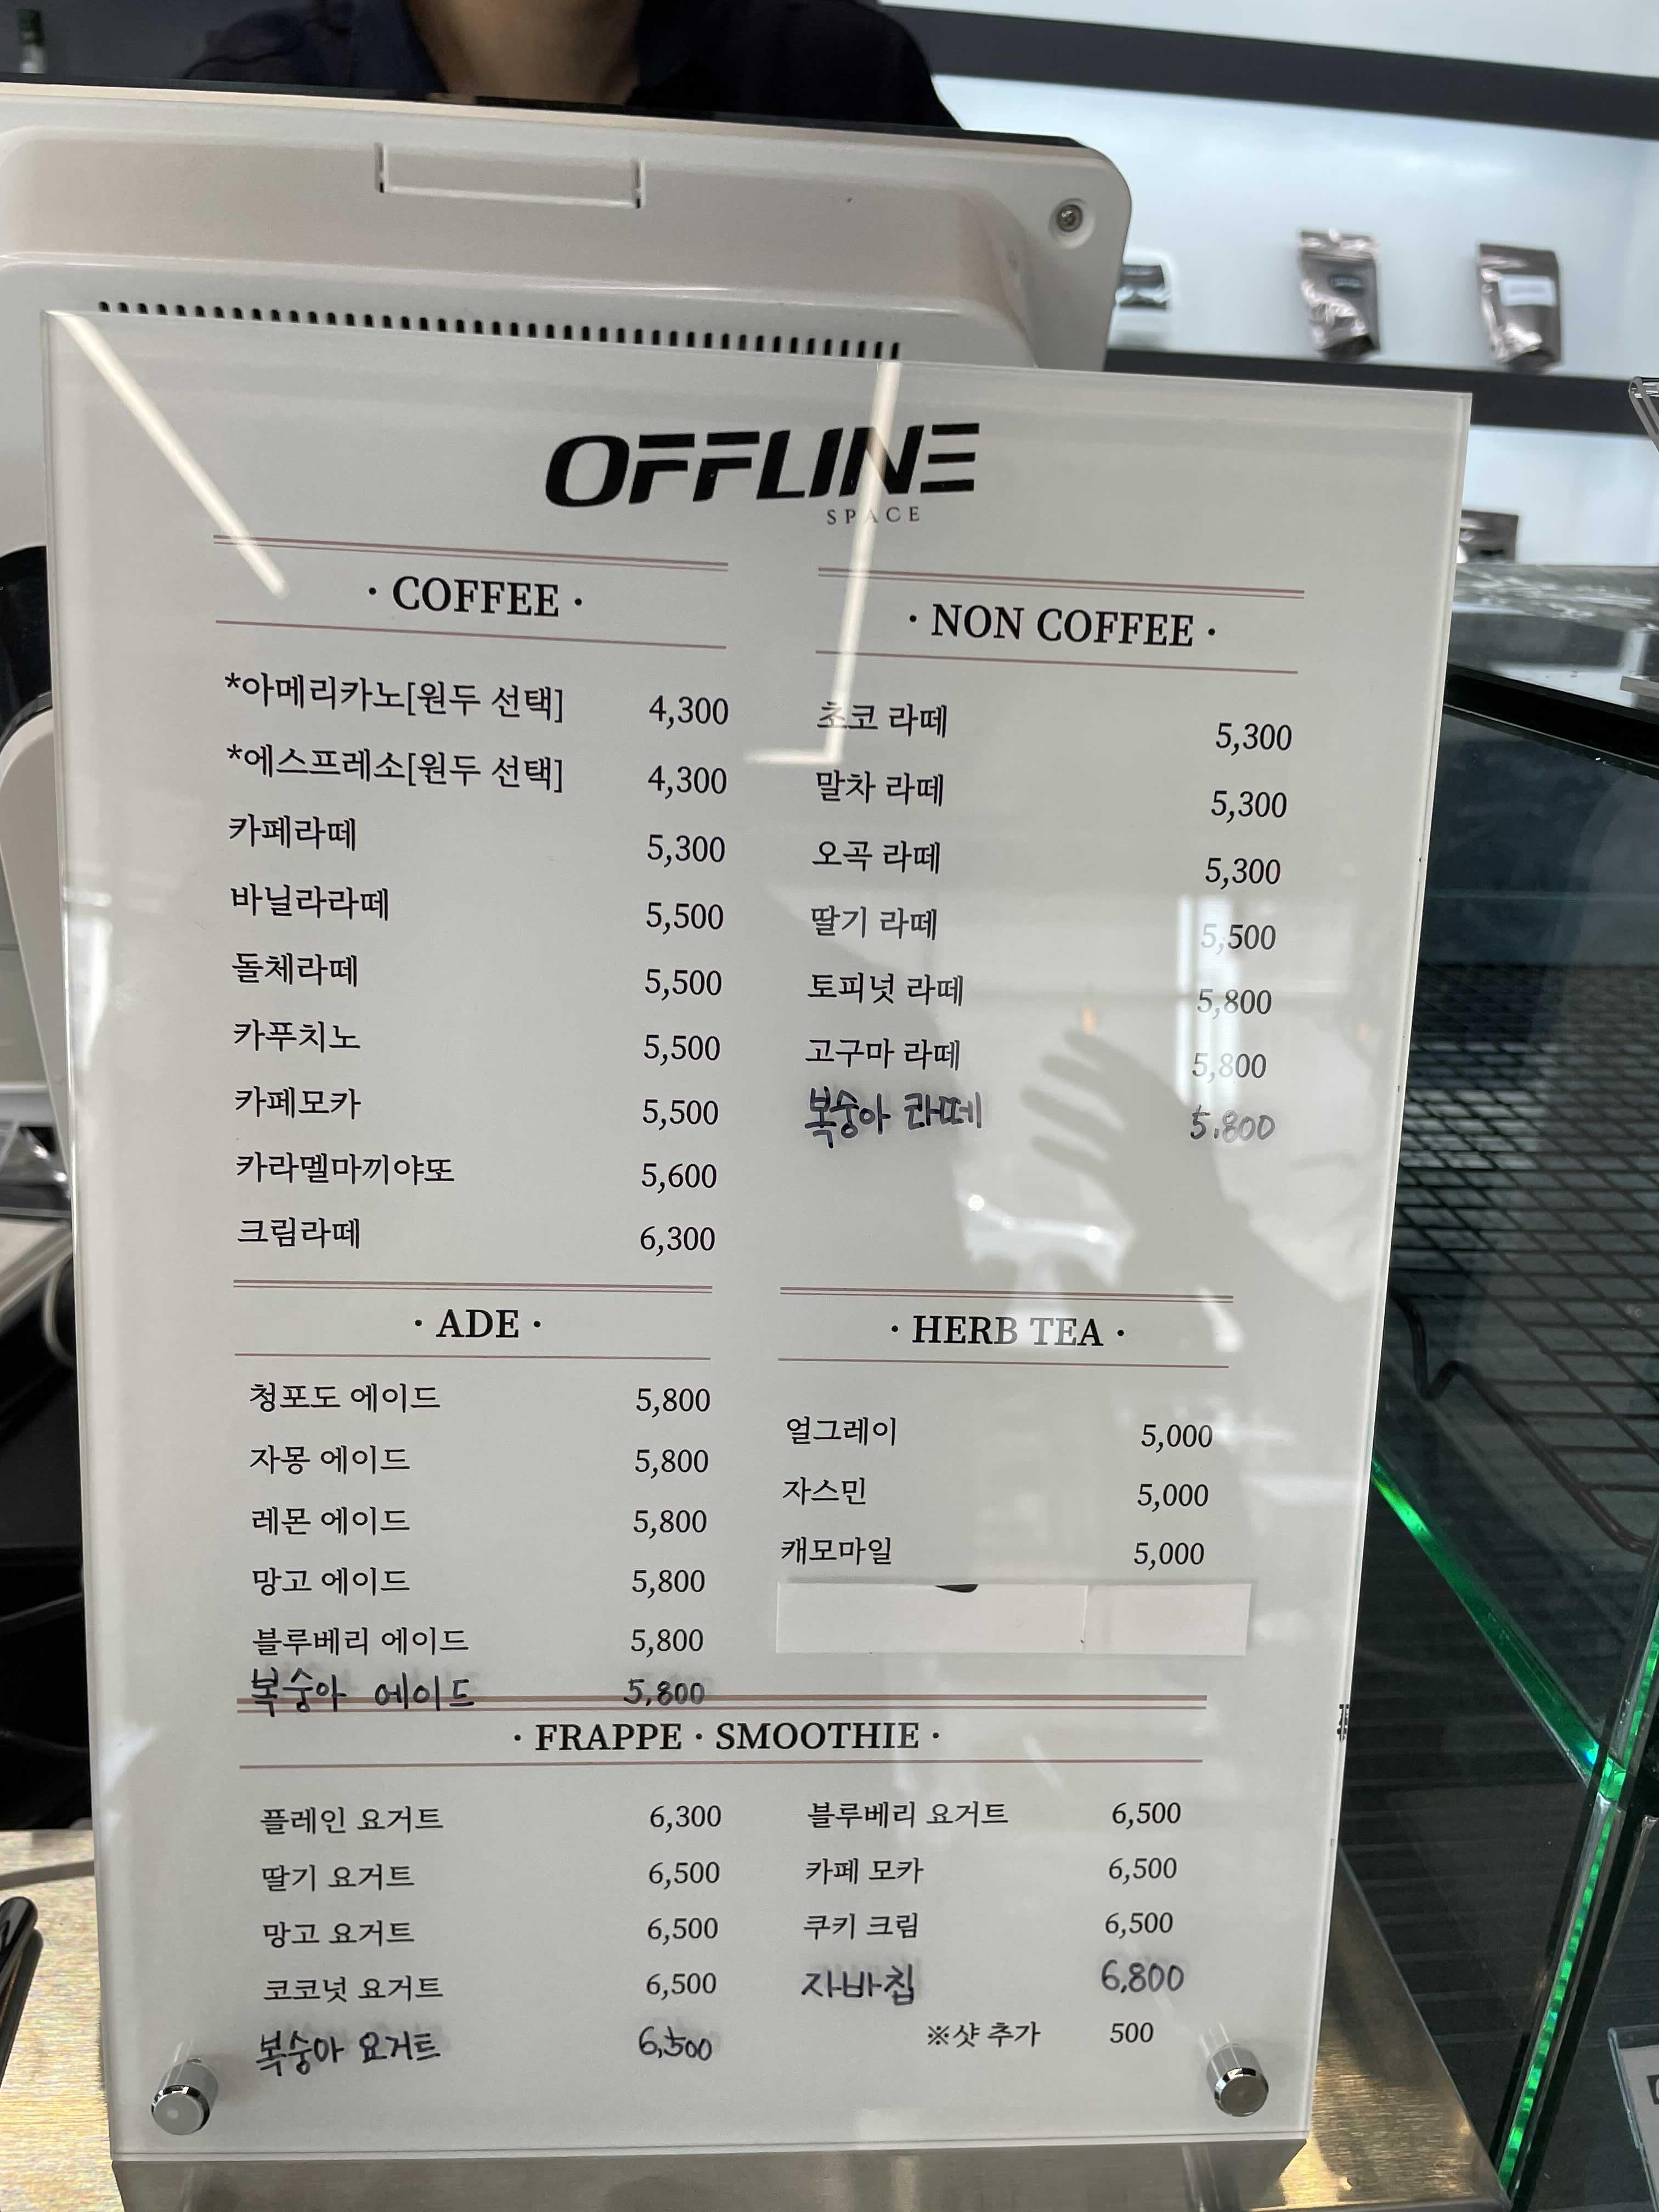 OFFLINE
SPACE
· COFFEE ·
*아메리카노[원두 선택] 4,300
*에스프레소[원두 선택] 4,300
카페라떼 5,300
바닐라라떼 5,500
돌체라떼 5,500
카푸치노 5,500
카페모카 5,500
카라멜마끼야또 5,600
크림라떼 6,300
· NON COFFEE ·
초코 라떼 5,300
말차 라떼 5,300
오곡 라떼 5,300
딸기 라떼 5,500
토피넛 라떼 5,800
고구마 라떼 5,800
복숭아 라떼 5,800
· ADE ·
청포도 에이드 5,800
자몽 에이드 5,800
레몬 에이드 5,800
망고 에이드 5,800
블루베리 에이드 5,800
복숭아 에이드 5,800
· HERB TEA ·
얼그레이 5,000
자스민 5,000
캐모마일 5,000
· FRAPPE · SMOOTHIE ·
플레인 요거트 6,300
딸기 요거트 6,500
망고 요거트 6,500
코코넛 요거트 6,500
복숭아 요거트 6,500
블루베리 요거트 6,500
카페 모카 6,500
쿠키 크림 6,500
자바칩 6,800
※샷 추가 500